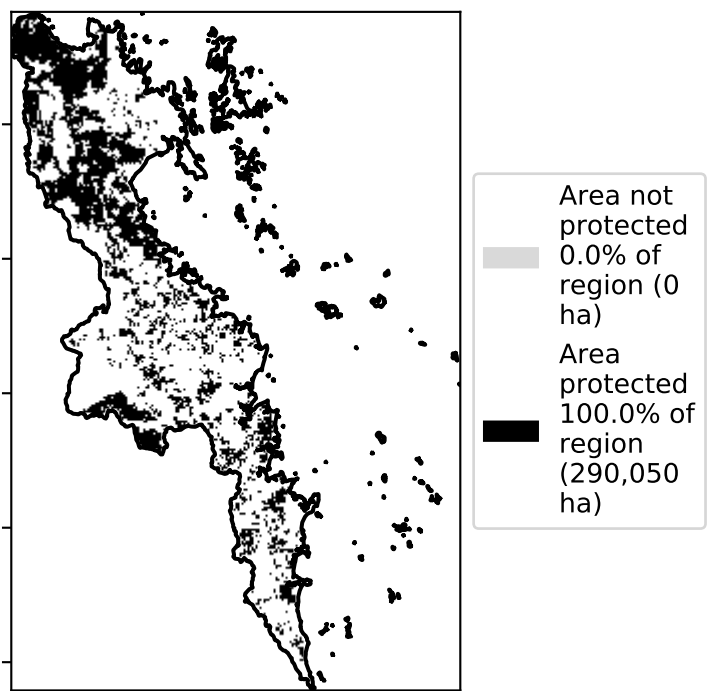 Area not
protected
0.0% of
region (0
ha)
Area
protected
100.0% of
region
(290,050
ha)